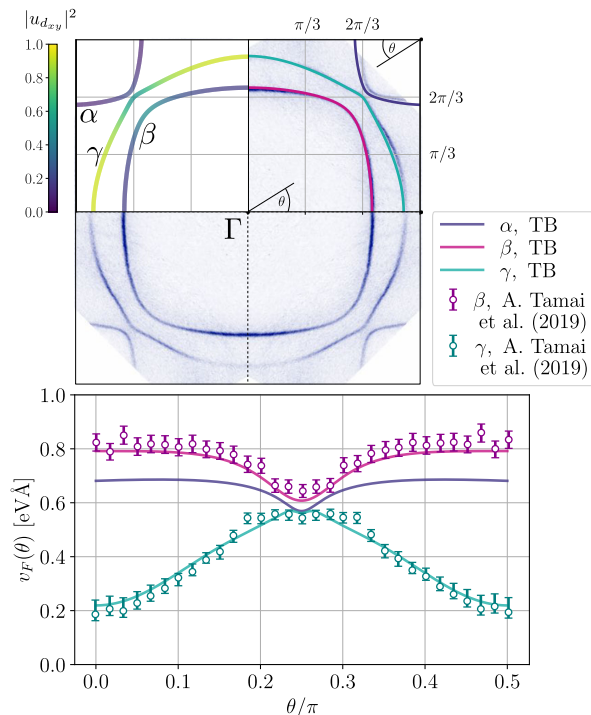 |u_{d_{xy}}|^2
π/3 2π/3
1.0
0.8
0.6
0.4
0.2
0.0
θ
α
β
γ
2π/3
π/3
θ
Γ
α, TB
β, TB
γ, TB
β, A. Tamai
et al. (2019)
γ, A. Tamai
et al. (2019)
1.0
0.8
0.6
0.4
0.2
0.0
v_F(θ) [eV Å]
0.0 0.1 0.2 0.3 0.4 0.5
θ/π